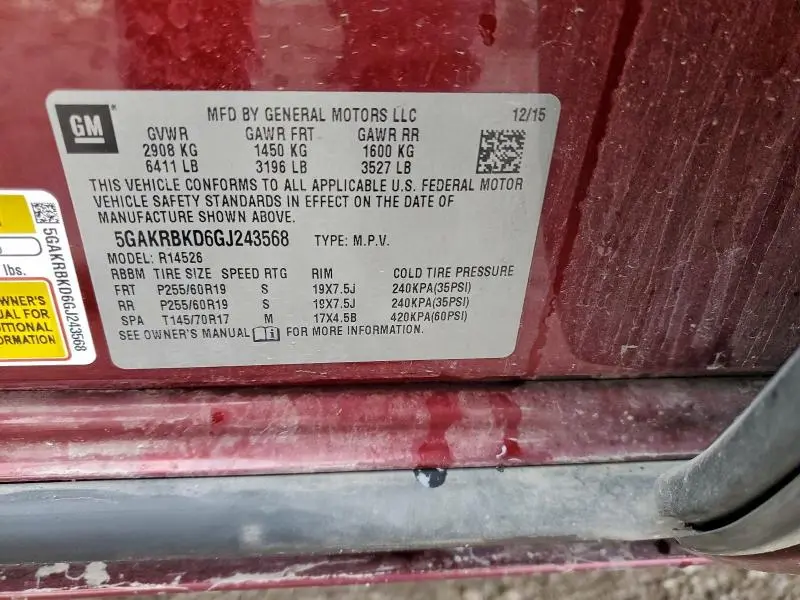 GM
MFD BY GENERAL MOTORS LLC 12/15
GVWR GAWR FRT GAWR RR
2908 KG 1450 KG 1600 KG
6411 LB 3196 LB 3527 LB
THIS VEHICLE CONFORMS TO ALL APPLICABLE U.S. FEDERAL MOTOR
VEHICLE SAFETY STANDARDS IN EFFECT ON THE DATE OF
MANUFACTURE SHOWN ABOVE.
5GAKRBKD6GJ243568 TYPE: M.P.V.
MODEL: R14526
RBBM TIRE SIZE SPEED RTG RIM COLD TIRE PRESSURE
FRT P255/60R19 S 19X7.5J 240KPA(35PSI)
RR P255/60R19 S 19X7.5J 240KPA(35PSI)
SPA T145/70R17 M 17X4.5B 420KPA(60PSI)
SEE OWNER'S MANUAL FOR MORE INFORMATION.
lbs.
WNER'S
UAL FOR
ITIONAL
RMATION
5GAKRBKD6GJ243568